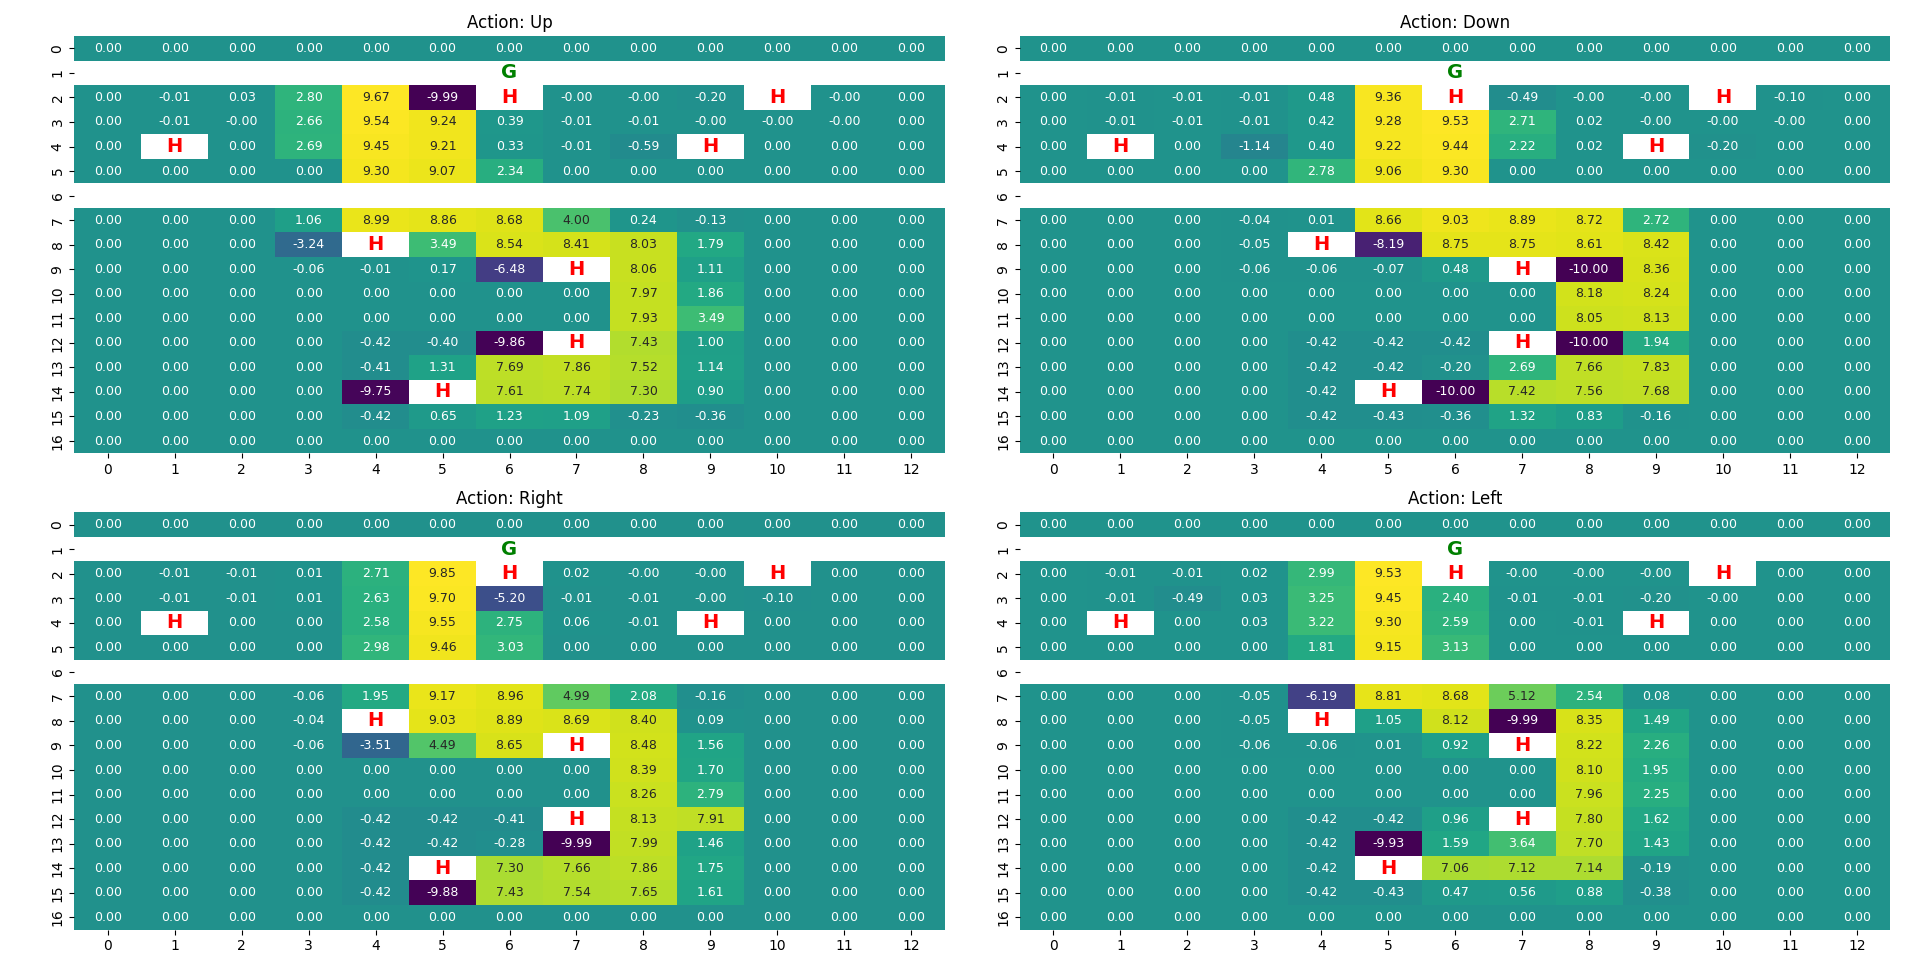 Action: Up
0 0.00 0.00 0.00 0.00 0.00 0.00 0.00 0.00 0.00 0.00 0.00 0.00 0.00
1 G
2 0.00 -0.01 0.03 2.80 9.67 -9.99 H -0.00 -0.00 -0.20 H -0.00 0.00
3 0.00 -0.01 -0.00 2.66 9.54 9.24 0.39 -0.01 -0.01 -0.00 -0.00 -0.00 0.00
4 0.00 H 0.00 2.69 9.45 9.21 0.33 -0.01 -0.59 H 0.00 0.00 0.00
5 0.00 0.00 0.00 0.00 9.30 9.07 2.34 0.00 0.00 0.00 0.00 0.00 0.00
6
7 0.00 0.00 0.00 1.06 8.99 8.86 8.68 4.00 0.24 -0.13 0.00 0.00 0.00
8 0.00 0.00 0.00 -3.24 H 3.49 8.54 8.41 8.03 1.79 0.00 0.00 0.00
9 0.00 0.00 0.00 -0.06 -0.01 0.17 -6.48 H 8.06 1.11 0.00 0.00 0.00
10 0.00 0.00 0.00 0.00 0.00 0.00 0.00 0.00 7.97 1.86 0.00 0.00 0.00
11 0.00 0.00 0.00 0.00 0.00 0.00 0.00 0.00 7.93 3.49 0.00 0.00 0.00
12 0.00 0.00 0.00 0.00 -0.42 -0.40 -9.86 H 7.43 1.00 0.00 0.00 0.00
13 0.00 0.00 0.00 0.00 -0.41 1.31 7.69 7.86 7.52 1.14 0.00 0.00 0.00
14 0.00 0.00 0.00 0.00 -9.75 H 7.61 7.74 7.30 0.90 0.00 0.00 0.00
15 0.00 0.00 0.00 0.00 -0.42 0.65 1.23 1.09 -0.23 -0.36 0.00 0.00 0.00
16 0.00 0.00 0.00 0.00 0.00 0.00 0.00 0.00 0.00 0.00 0.00 0.00 0.00
0 1 2 3 4 5 6 7 8 9 10 11 12
Action: Down
0 0.00 0.00 0.00 0.00 0.00 0.00 0.00 0.00 0.00 0.00 0.00 0.00 0.00
1 G
2 0.00 -0.01 -0.01 -0.01 0.48 9.36 H -0.49 -0.00 -0.00 H -0.10 0.00
3 0.00 -0.01 -0.01 -0.01 0.42 9.28 9.53 2.71 0.02 -0.00 -0.00 -0.00 0.00
4 0.00 H 0.00 -1.14 0.40 9.22 9.44 2.22 0.02 H -0.20 0.00 0.00
5 0.00 0.00 0.00 0.00 2.78 9.06 9.30 0.00 0.00 0.00 0.00 0.00 0.00
6
7 0.00 0.00 0.00 -0.04 0.01 8.66 9.03 8.89 8.72 2.72 0.00 0.00 0.00
8 0.00 0.00 0.00 -0.05 H -8.19 8.75 8.75 8.61 8.42 0.00 0.00 0.00
9 0.00 0.00 0.00 -0.06 -0.06 -0.07 0.48 H -10.00 8.36 0.00 0.00 0.00
10 0.00 0.00 0.00 0.00 0.00 0.00 0.00 0.00 8.18 8.24 0.00 0.00 0.00
11 0.00 0.00 0.00 0.00 0.00 0.00 0.00 0.00 8.05 8.13 0.00 0.00 0.00
12 0.00 0.00 0.00 0.00 -0.42 -0.42 -0.42 H -10.00 1.94 0.00 0.00 0.00
13 0.00 0.00 0.00 0.00 -0.42 -0.42 -0.20 2.69 7.66 7.83 0.00 0.00 0.00
14 0.00 0.00 0.00 0.00 -0.42 H -10.00 7.42 7.56 7.68 0.00 0.00 0.00
15 0.00 0.00 0.00 0.00 -0.42 -0.43 -0.36 1.32 0.83 -0.16 0.00 0.00 0.00
16 0.00 0.00 0.00 0.00 0.00 0.00 0.00 0.00 0.00 0.00 0.00 0.00 0.00
0 1 2 3 4 5 6 7 8 9 10 11 12
Action: Right
0 0.00 0.00 0.00 0.00 0.00 0.00 0.00 0.00 0.00 0.00 0.00 0.00 0.00
1 G
2 0.00 -0.01 -0.01 0.01 2.71 9.85 H 0.02 -0.00 -0.00 H 0.00 0.00
3 0.00 -0.01 -0.01 0.01 2.63 9.70 -5.20 -0.01 -0.01 -0.00 -0.10 0.00 0.00
4 0.00 H 0.00 0.00 2.58 9.55 2.75 0.06 -0.01 H 0.00 0.00 0.00
5 0.00 0.00 0.00 0.00 2.98 9.46 3.03 0.00 0.00 0.00 0.00 0.00 0.00
6
7 0.00 0.00 0.00 -0.06 1.95 9.17 8.96 4.99 2.08 -0.16 0.00 0.00 0.00
8 0.00 0.00 0.00 -0.04 H 9.03 8.89 8.69 8.40 0.09 0.00 0.00 0.00
9 0.00 0.00 0.00 -0.06 -3.51 4.49 8.65 H 8.48 1.56 0.00 0.00 0.00
10 0.00 0.00 0.00 0.00 0.00 0.00 0.00 0.00 8.39 1.70 0.00 0.00 0.00
11 0.00 0.00 0.00 0.00 0.00 0.00 0.00 0.00 8.26 2.79 0.00 0.00 0.00
12 0.00 0.00 0.00 0.00 -0.42 -0.42 -0.41 H 8.13 7.91 0.00 0.00 0.00
13 0.00 0.00 0.00 0.00 -0.42 -0.42 -0.28 -9.99 7.99 1.46 0.00 0.00 0.00
14 0.00 0.00 0.00 0.00 -0.42 H 7.30 7.66 7.86 1.75 0.00 0.00 0.00
15 0.00 0.00 0.00 0.00 -0.42 -9.88 7.43 7.54 7.65 1.61 0.00 0.00 0.00
16 0.00 0.00 0.00 0.00 0.00 0.00 0.00 0.00 0.00 0.00 0.00 0.00 0.00
0 1 2 3 4 5 6 7 8 9 10 11 12
Action: Left
0 0.00 0.00 0.00 0.00 0.00 0.00 0.00 0.00 0.00 0.00 0.00 0.00 0.00
1 G
2 0.00 -0.01 -0.01 0.02 2.99 9.53 H -0.00 -0.00 -0.00 H 0.00 0.00
3 0.00 -0.01 -0.49 0.03 3.25 9.45 2.40 -0.01 -0.01 -0.20 -0.00 0.00 0.00
4 0.00 H 0.00 0.03 3.22 9.30 2.59 0.00 -0.01 H 0.00 0.00 0.00
5 0.00 0.00 0.00 0.00 1.81 9.15 3.13 0.00 0.00 0.00 0.00 0.00 0.00
6
7 0.00 0.00 0.00 -0.05 -6.19 8.81 8.68 5.12 2.54 0.08 0.00 0.00 0.00
8 0.00 0.00 0.00 -0.05 H 1.05 8.12 -9.99 8.35 1.49 0.00 0.00 0.00
9 0.00 0.00 0.00 -0.06 -0.06 0.01 0.92 H 8.22 2.26 0.00 0.00 0.00
10 0.00 0.00 0.00 0.00 0.00 0.00 0.00 0.00 8.10 1.95 0.00 0.00 0.00
11 0.00 0.00 0.00 0.00 0.00 0.00 0.00 0.00 7.96 2.25 0.00 0.00 0.00
12 0.00 0.00 0.00 0.00 -0.42 -0.42 0.96 H 7.80 1.62 0.00 0.00 0.00
13 0.00 0.00 0.00 0.00 -0.42 -9.93 1.59 3.64 7.70 1.43 0.00 0.00 0.00
14 0.00 0.00 0.00 0.00 -0.42 H 7.06 7.12 7.14 -0.19 0.00 0.00 0.00
15 0.00 0.00 0.00 0.00 -0.42 -0.43 0.47 0.56 0.88 -0.38 0.00 0.00 0.00
16 0.00 0.00 0.00 0.00 0.00 0.00 0.00 0.00 0.00 0.00 0.00 0.00 0.00
0 1 2 3 4 5 6 7 8 9 10 11 12